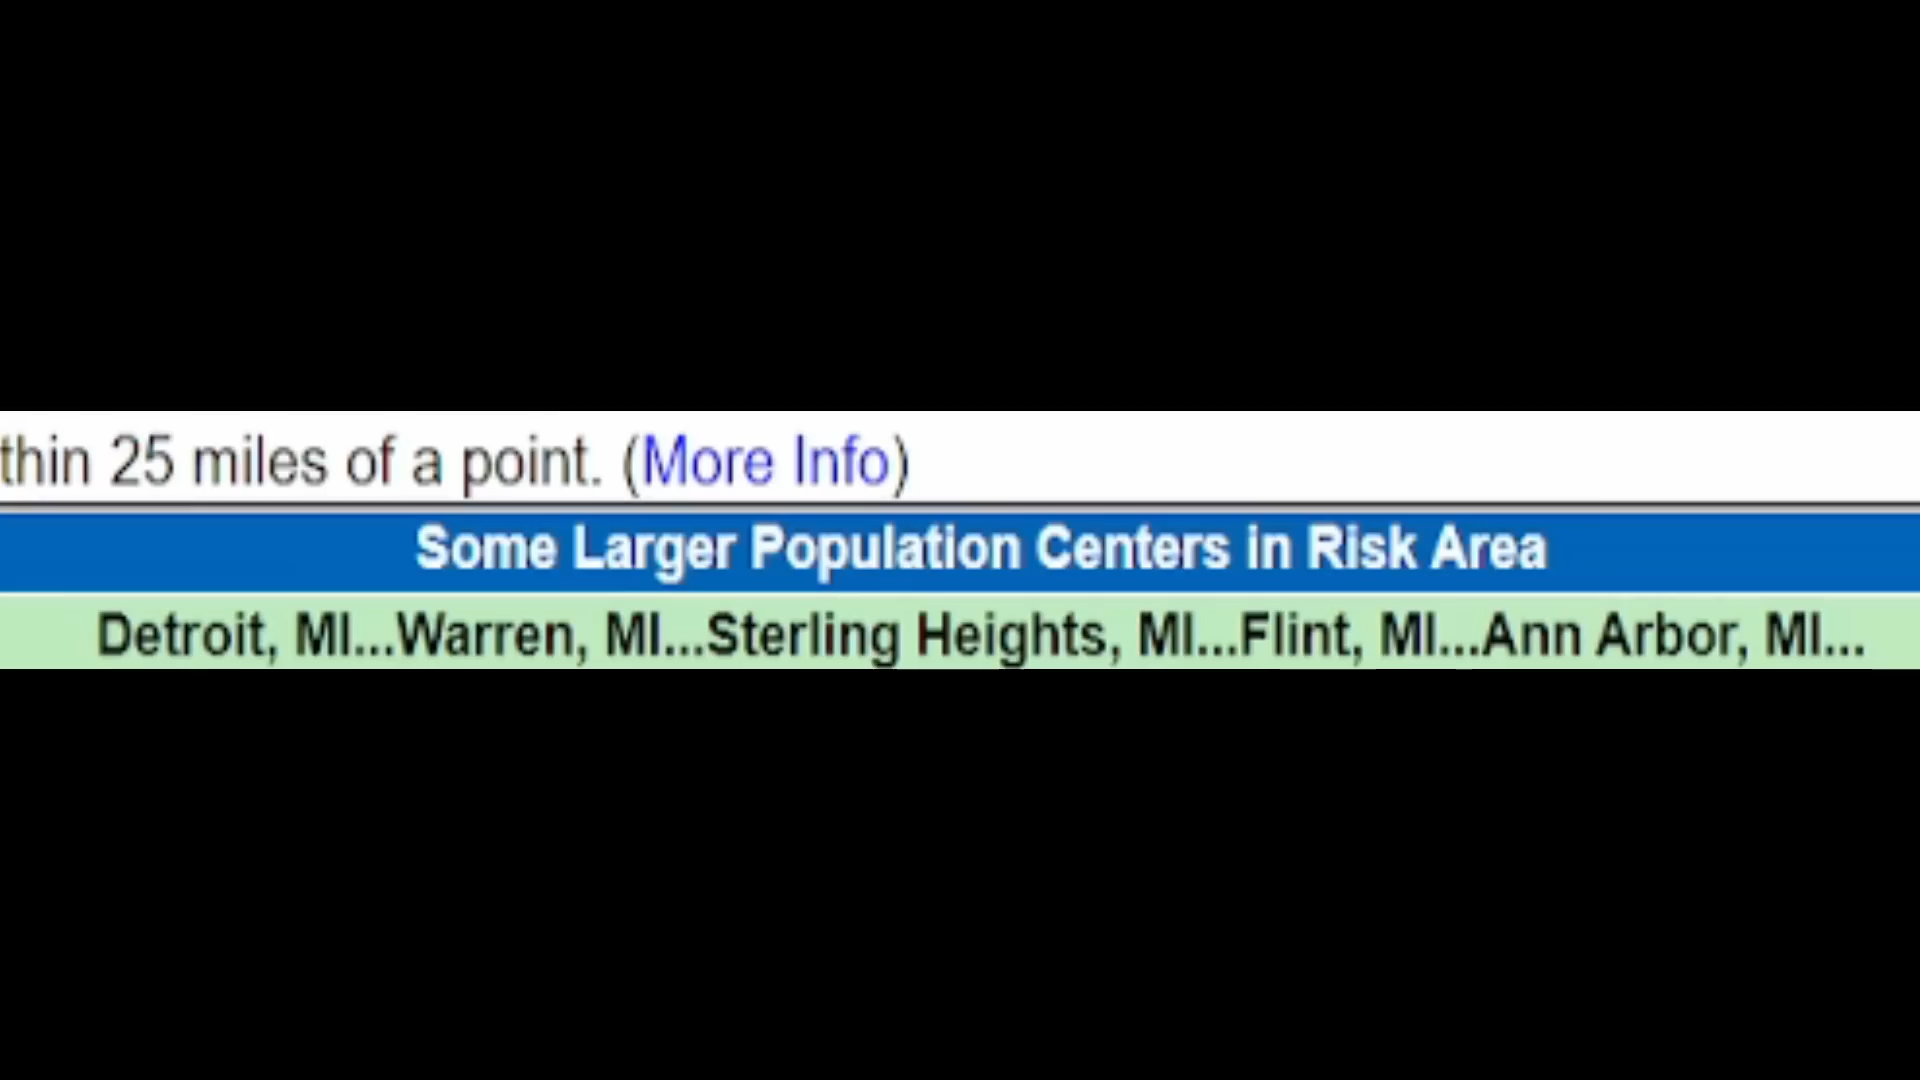 thin 25 miles of a point. (More Info)
Some Larger Population Centers in Risk Area
Detroit, MI...Warren, MI...Sterling Heights, MI...Flint, MI...Ann Arbor, MI...